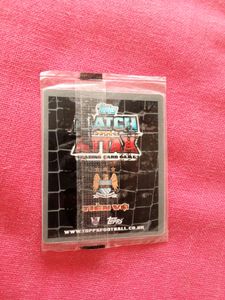 Topps
MATCH
ATTAX
TRADING CARD GAME
TOPPS
WWW.TOPPSFOOTBALL.CO.UK